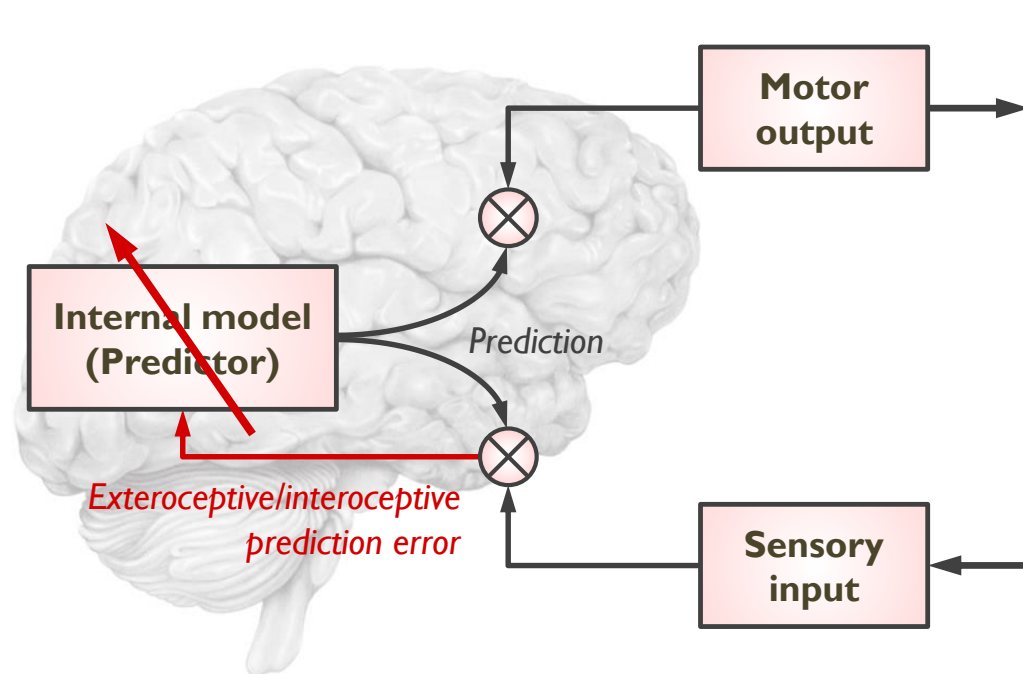 Motor
output
Internal model
(Predictor)
Prediction
Exteroceptive/interoceptive
prediction error
Sensory
input